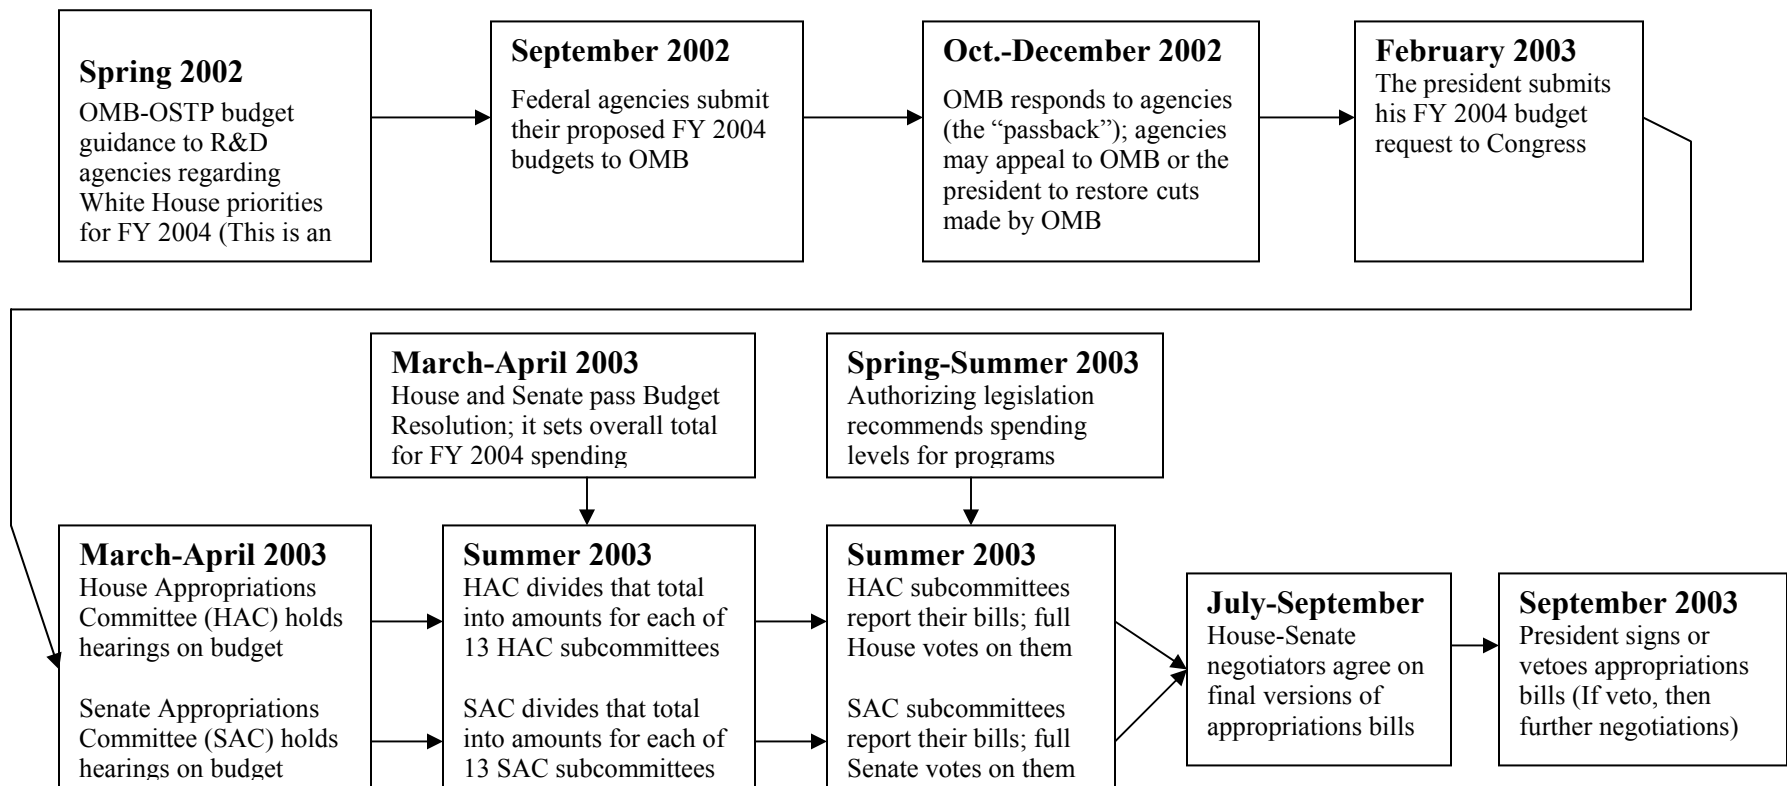 Spring 2002
OMB-OSTP budget
guidance to R&D
agencies regarding
White House priorities
for FY 2004 (This is an
September 2002
Federal agencies submit
their proposed FY 2004
budgets to OMB
Oct.-December 2002
OMB responds to agencies
(the “passback”); agencies
may appeal to OMB or the
president to restore cuts
made by OMB
February 2003
The president submits
his FY 2004 budget
request to Congress
March-April 2003
House and Senate pass Budget
Resolution; it sets overall total
for FY 2004 spending
Spring-Summer 2003
Authorizing legislation
recommends spending
levels for programs
March-April 2003
House Appropriations
Committee (HAC) holds
hearings on budget
Senate Appropriations
Committee (SAC) holds
hearings on budget
Summer 2003
HAC divides that total
into amounts for each of
13 HAC subcommittees
SAC divides that total
into amounts for each of
13 SAC subcommittees
Summer 2003
HAC subcommittees
report their bills; full
House votes on them
SAC subcommittees
report their bills; full
Senate votes on them
July-September
House-Senate
negotiators agree on
final versions of
appropriations bills
September 2003
President signs or
vetoes appropriations
bills (If veto, then
further negotiations)